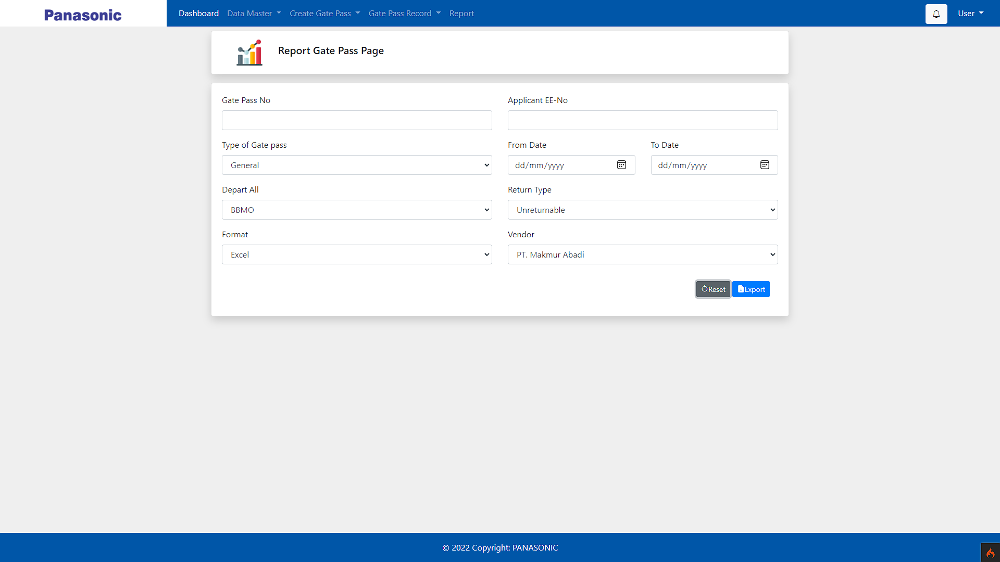 Panasonic
Dashboard Data Master Create Gate Pass Gate Pass Record Report User
Report Gate Pass Page
Gate Pass No Applicant EE-No
Type of Gate pass From Date To Date
General dd/mm/yyyy dd/mm/yyyy
Depart All Return Type
BBMO Unreturnable
Format Vendor
Excel PT. Makmur Abadi
Reset Export
© 2022 Copyright: PANASONIC